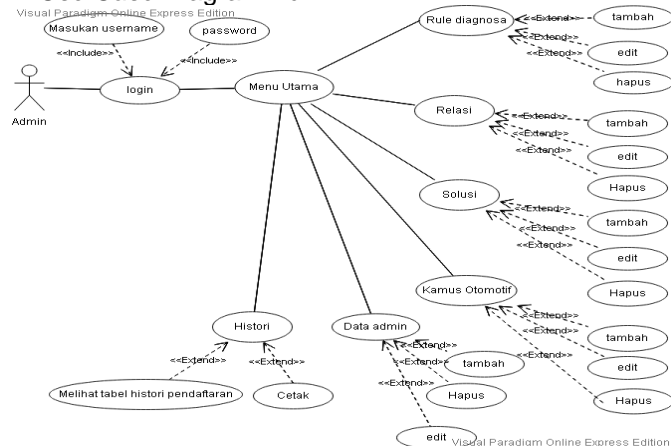 Visual Paradigm Online Express Edition
Masukan username
password
<<Include>>
<<Include>>
login
Admin
Menu Utama
Rule diagnosa
<<Extend>>
<<Extend>>
<<Extend>>
tambah
edit
hapus
Relasi
<<Extend>>
<<Extend>>
<<Extend>>
tambah
edit
Hapus
Solusi
<<Extend>>
<<Extend>>
<<Extend>>
tambah
edit
Hapus
Kamus Otomotif
<<Extend>>
<<Extend>>
<<Extend>>
tambah
edit
Hapus
Histori
<<Extend>>
<<Extend>>
Melihat tabel histori pendaftaran
Cetak
Data admin
<<Extend>>
<<Extend>>
<<Extend>>
tambah
Hapus
edit
Visual Paradigm Online Express Edition